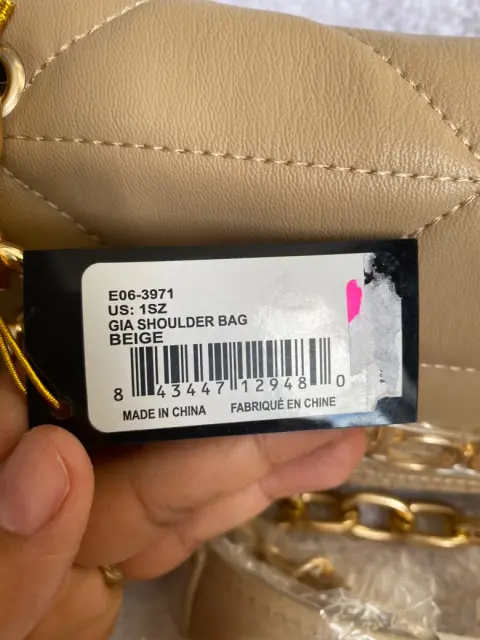 E06-3971
US: 1SZ
GIA SHOULDER BAG
BEIGE
8 43447 12948 0
MADE IN CHINA FABRIQUÉ EN CHINE